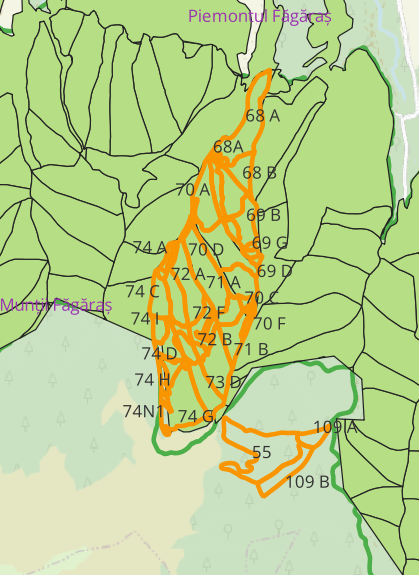 Piemontul Făgăraș
68 A
68A
68 B
70 A
69 B
74 A
70 D
69 G
72 A
71 A
69 D
74 C
70 C
Munții Făgăraș
74 I
72 F
70 F
72 B
74 D
71 B
74 H
73 D
74N1
74 G
109 A
55
109 B